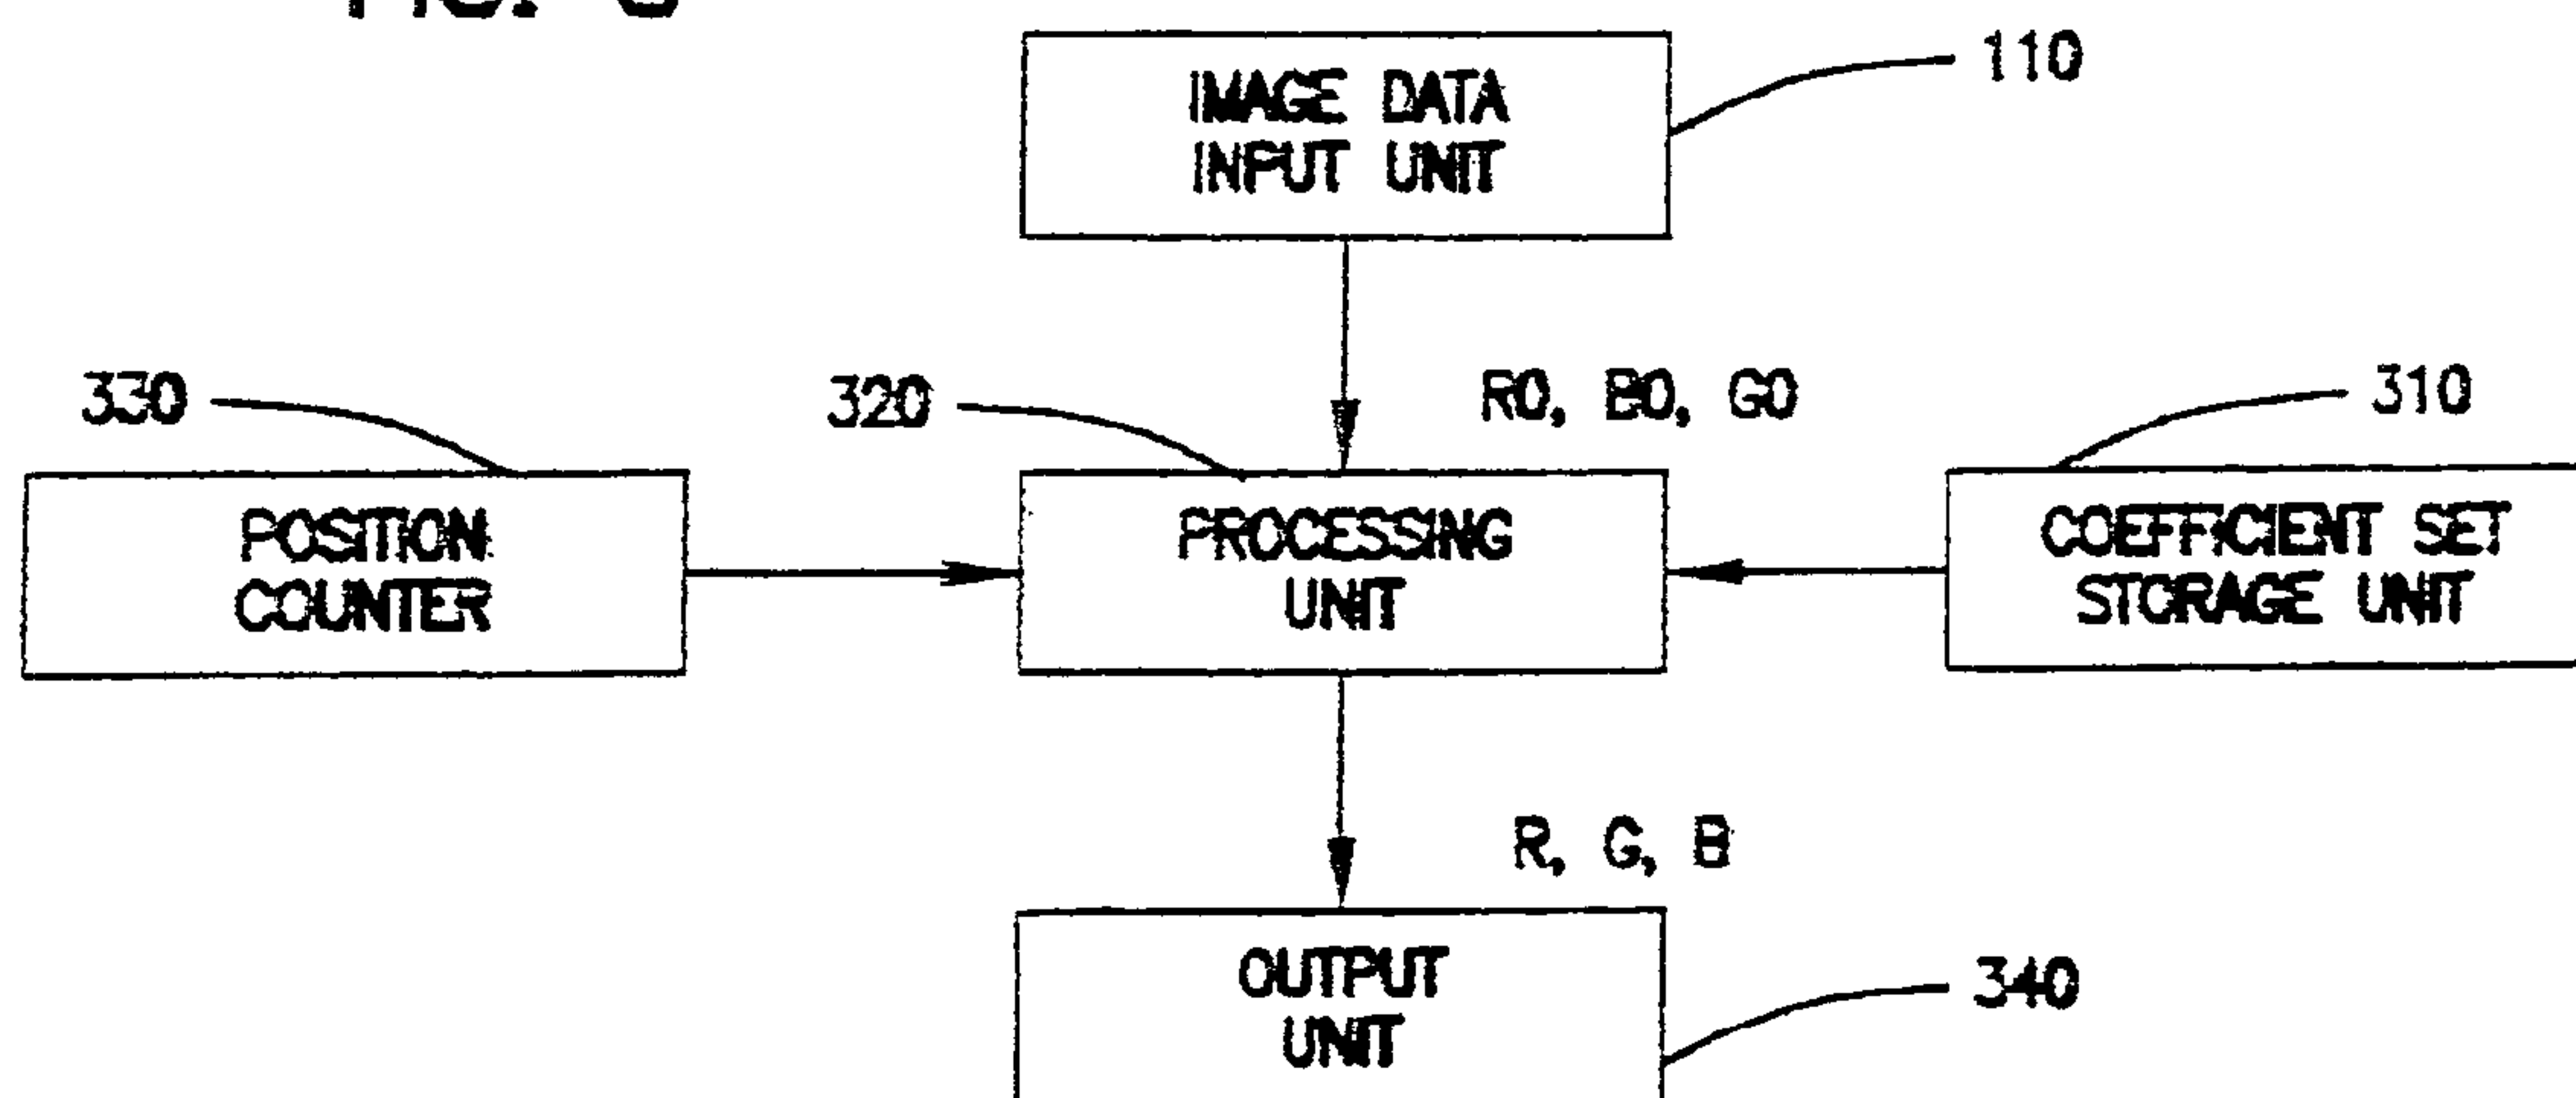 110
IMAGE DATA
INPUT UNIT
330
320
R0, B0, G0
310
POSITION
COUNTER
PROCESSING
UNIT
COEFFICIENT SET
STORAGE UNIT
R, G, B
OUTPUT
UNIT
340